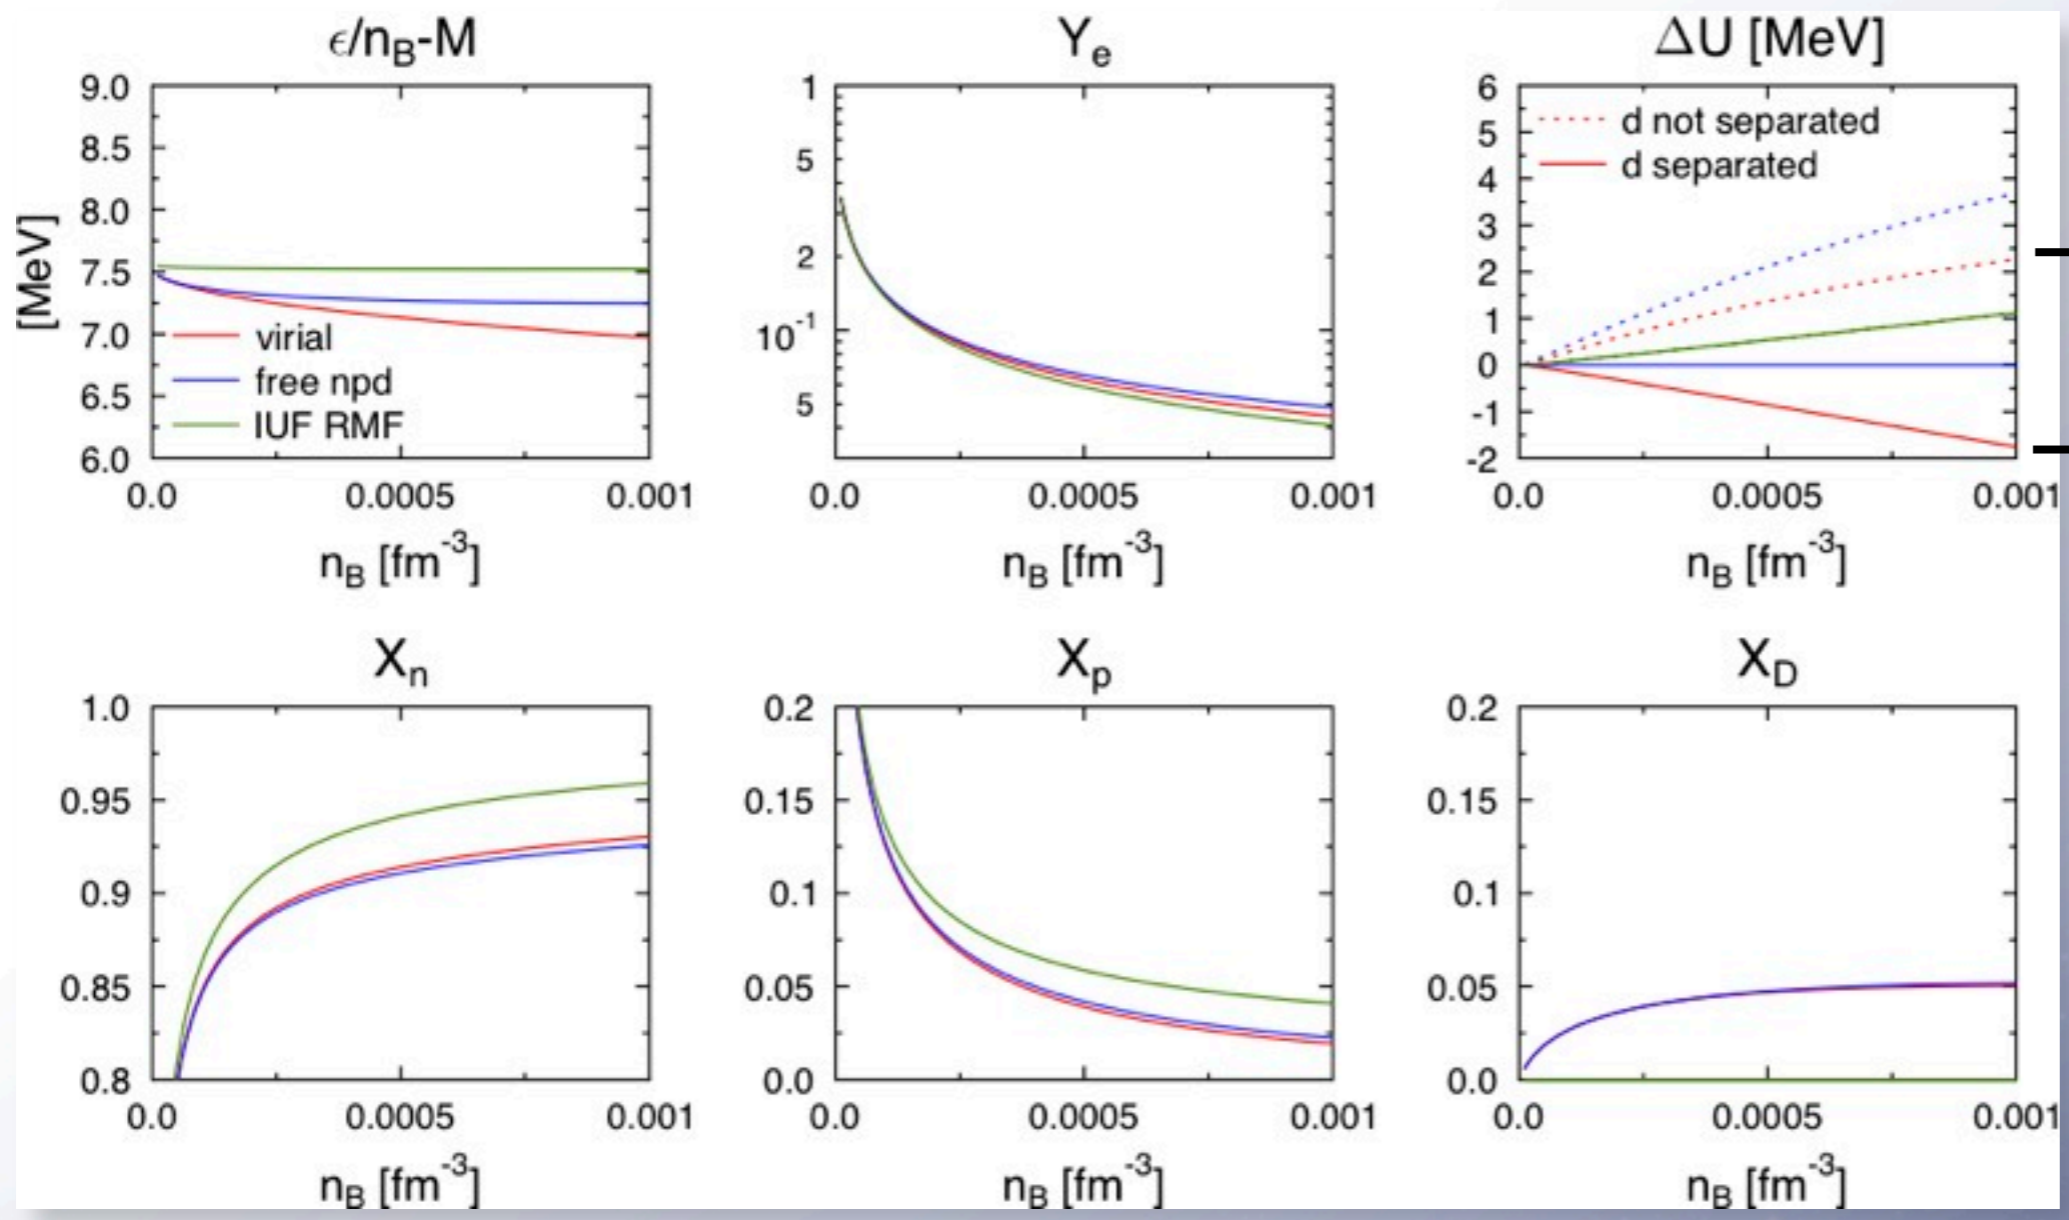 ϵ/n_B-M
9.0
8.5
8.0
7.5
7.0
6.5
6.0
[MeV]
virial
free npd
IUF RMF
0.0 0.0005 0.001
n_B [fm^-3]
Y_e
1
5
2
10^-1
5
0.0 0.0005 0.001
n_B [fm^-3]
ΔU [MeV]
6
5
4
3
2
1
0
-1
-2
d not separated
d separated
0.0 0.0005 0.001
n_B [fm^-3]
X_n
1.0
0.95
0.9
0.85
0.8
0.0 0.0005 0.001
n_B [fm^-3]
X_p
0.2
0.15
0.1
0.05
0.0
0.0 0.0005 0.001
n_B [fm^-3]
X_D
0.2
0.15
0.1
0.05
0.0
0.0 0.0005 0.001
n_B [fm^-3]